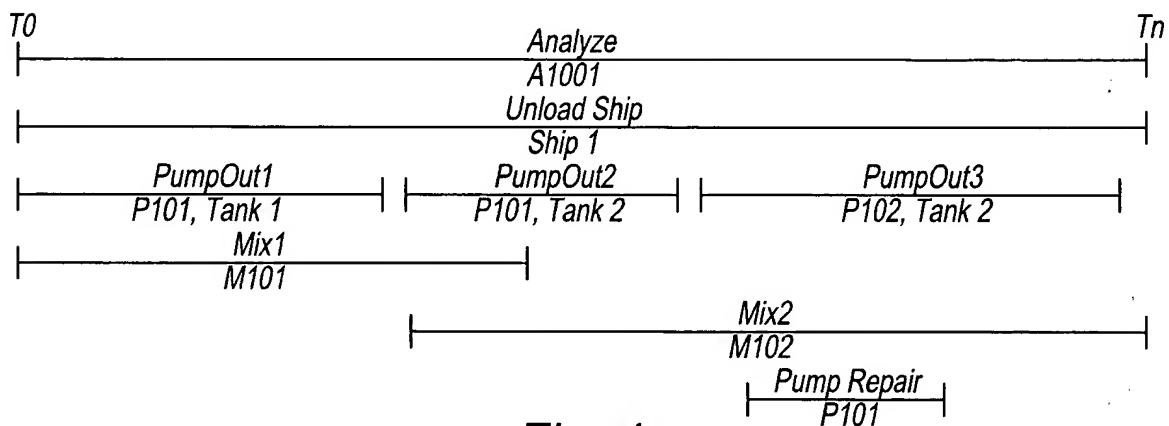 T0 Tn
Analyze
A1001
Unload Ship
Ship 1
PumpOut1 PumpOut2 PumpOut3
P101, Tank 1 P101, Tank 2 P102, Tank 2
Mix1
M101
Mix2
M102
Pump Repair
P101